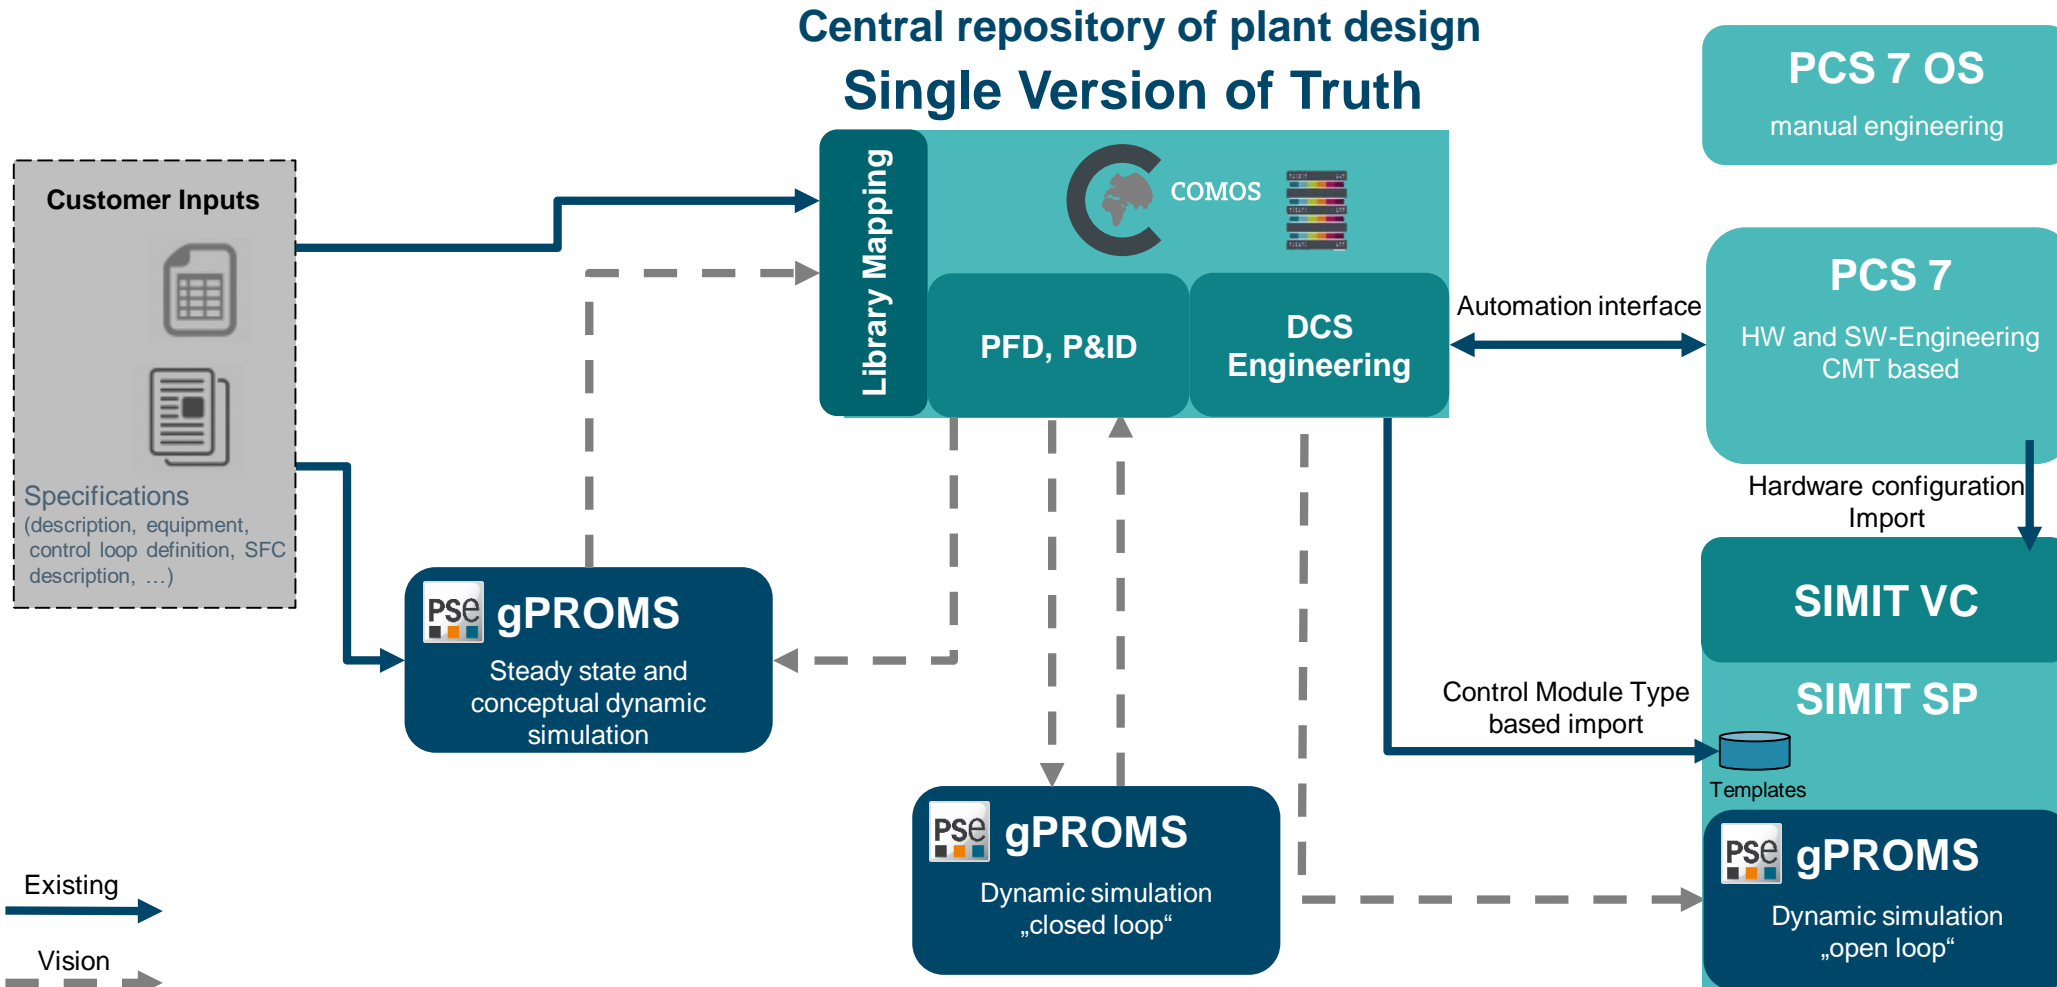 Central repository of plant design
Single Version of Truth
PCS 7 OS
manual engineering
Customer Inputs
Specifications
(description, equipment,
control loop definition, SFC
description, …)
Library Mapping
COMOS
PFD, P&ID
DCS
Engineering
Automation interface
PCS 7
HW and SW-Engineering
CMT based
Hardware configuration
Import
SIMIT VC
SIMIT SP
Control Module Type
based import
Templates
PSe gPROMS
Steady state and
conceptual dynamic
simulation
PSe gPROMS
Dynamic simulation
„closed loop“
PSe gPROMS
Dynamic simulation
„open loop“
Existing
Vision